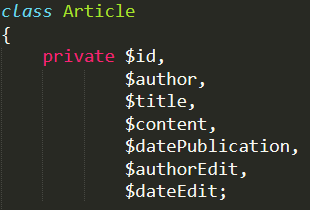 class Article
{
    private $id,
            $author,
            $title,
            $content,
            $datePublication,
            $authorEdit,
            $dateEdit;